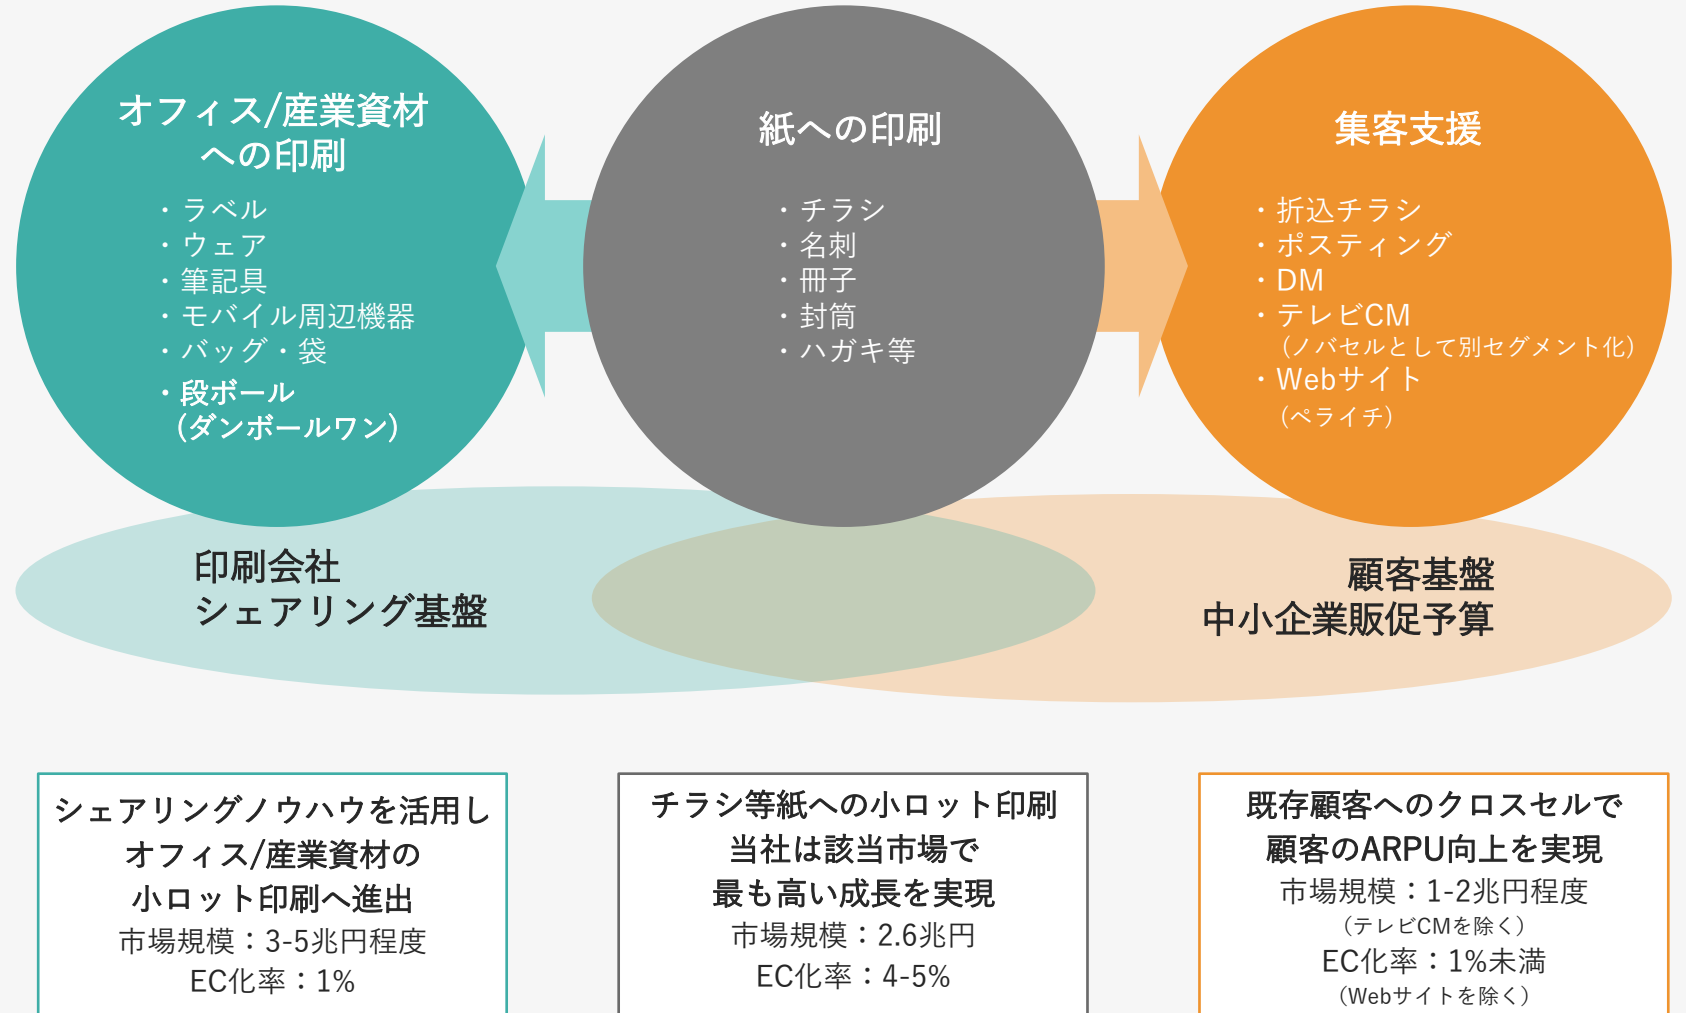 オフィス/産業資材
への印刷
・ラベル
・ウェア
・筆記具
・モバイル周辺機器
・バッグ・袋
・段ボール
（ダンボールワン）
紙への印刷
・チラシ
・名刺
・冊子
・封筒
・ハガキ等
集客支援
・折込チラシ
・ポスティング
・DM
・テレビCM
（ノバセルとして別セグメント化）
・Webサイト
（ペライチ）
印刷会社
シェアリング基盤
顧客基盤
中小企業販促予算
シェアリングノウハウを活用し
オフィス/産業資材の
小ロット印刷へ進出
市場規模：3-5兆円程度
EC化率：1%
チラシ等紙への小ロット印刷
当社は該当市場で
最も高い成長を実現
市場規模：2.6兆円
EC化率：4-5%
既存顧客へのクロスセルで
顧客のARPU向上を実現
市場規模：1-2兆円程度
（テレビCMを除く）
EC化率：1%未満
（Webサイトを除く）